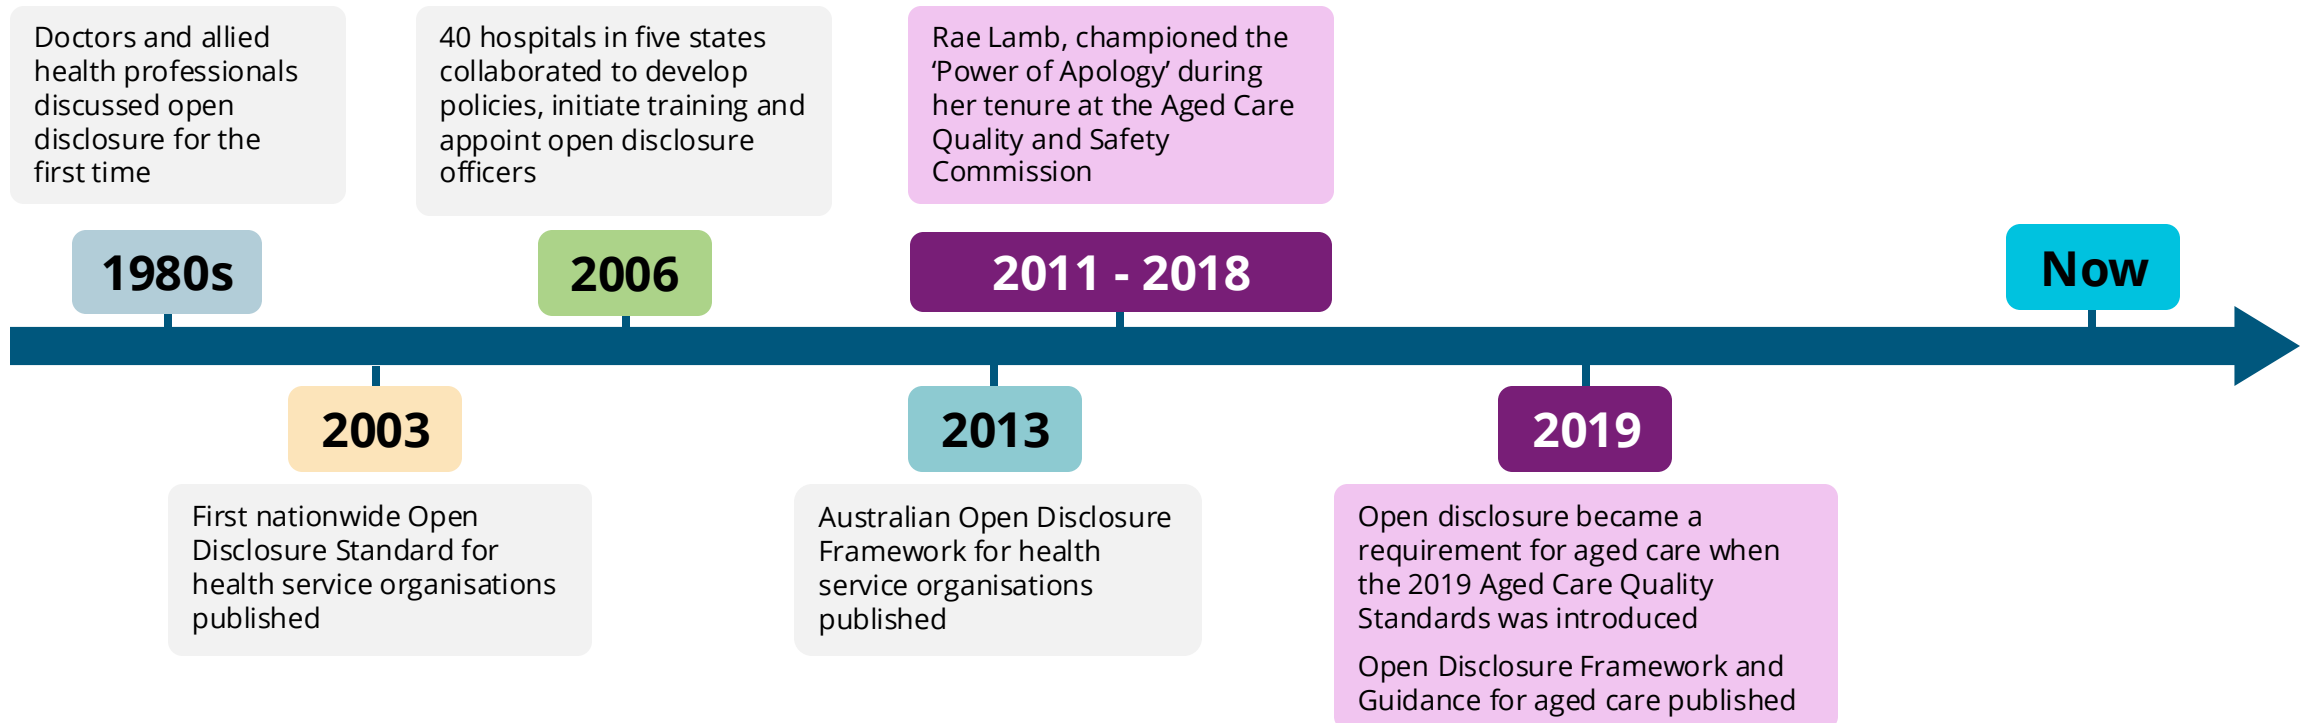 Doctors and allied
health professionals
discussed open
disclosure for the
first time
1980s
40 hospitals in five states
collaborated to develop
policies, initiate training and
appoint open disclosure
officers
2006
Rae Lamb, championed the
‘Power of Apology’ during
her tenure at the Aged Care
Quality and Safety
Commission
2011 - 2018
Now
2003
First nationwide Open
Disclosure Standard for
health service organisations
published
2013
Australian Open Disclosure
Framework for health
service organisations
published
2019
Open disclosure became a
requirement for aged care when
the 2019 Aged Care Quality
Standards was introduced
Open Disclosure Framework and
Guidance for aged care published